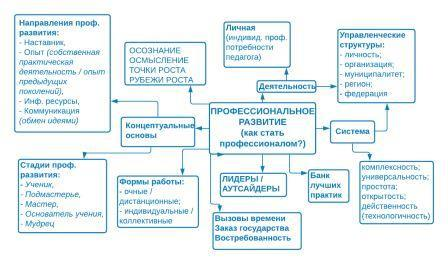 Направления проф.
развития:
- Наставник,
- Опыт (собственная
практическая
деятельность / опыт
предыдущих
поколений),
- Инф. ресурсы,
- Коммуникация
(обмен идеями)
ОСОЗНАНИЕ
ОСМЫСЛЕНИЕ
ТОЧКИ РОСТА
РУБЕЖИ РОСТА
Личная
(индивид. проф.
потребности
педагога)
Управленческие
структуры:
- личность;
- организация;
- муниципалитет;
- регион;
- федерация
Деятельность
ПРОФЕССИОНАЛЬНОЕ
РАЗВИТИЕ
(как стать
профессионалом?)
Концептуальные
основы
Система
Стадии проф.
развития:
- Ученик,
- Подмастерье,
- Мастер,
- Основатель учения,
- Мудрец
Формы работы:
- очные /
дистанционные;
- индивидуальные /
коллективные
ЛИДЕРЫ /
АУТСАЙДЕРЫ
Банк
лучших
практик
комплексность;
универсальность;
простота;
открытость;
действенность
(технологичность)
Вызовы времени
Заказ государства
Востребованность